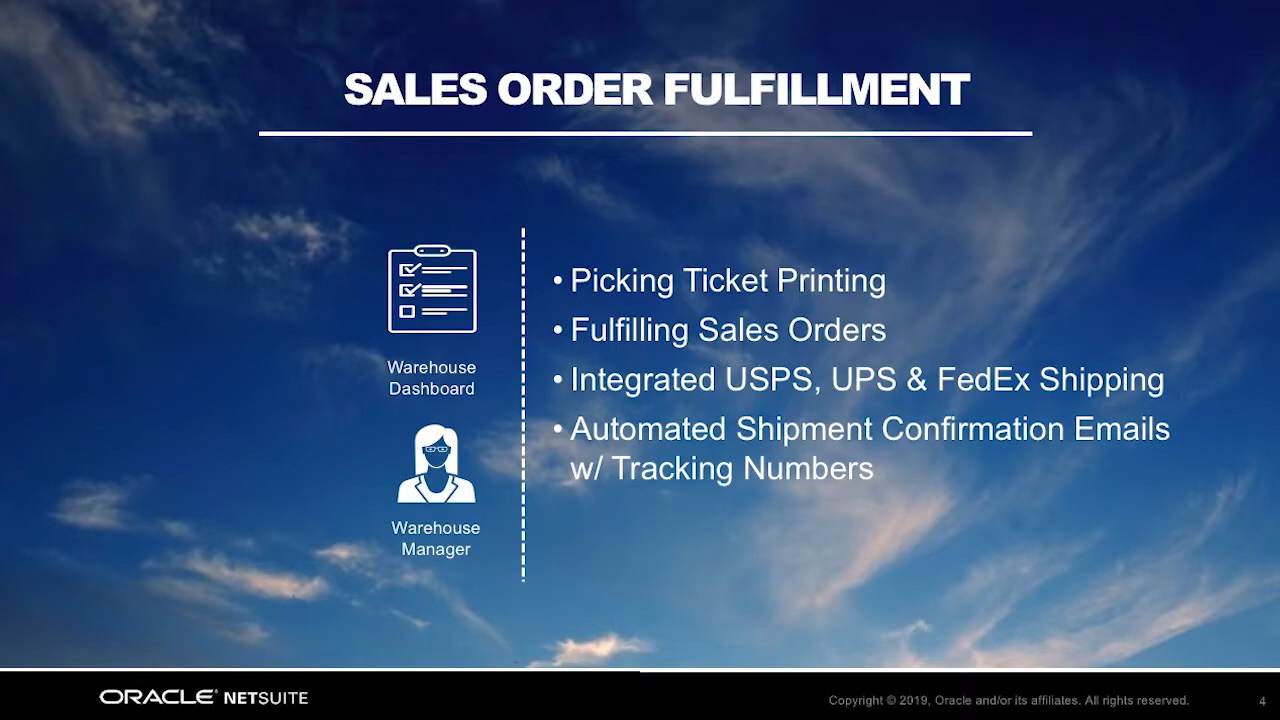 SALES ORDER FULFILLMENT
Warehouse
Dashboard
Warehouse
Manager
• Picking Ticket Printing
• Fulfilling Sales Orders
• Integrated USPS, UPS & FedEx Shipping
• Automated Shipment Confirmation Emails
w/ Tracking Numbers
ORACLE® NETSUITE
Copyright © 2019, Oracle and/or its affiliates. All rights reserved.
4